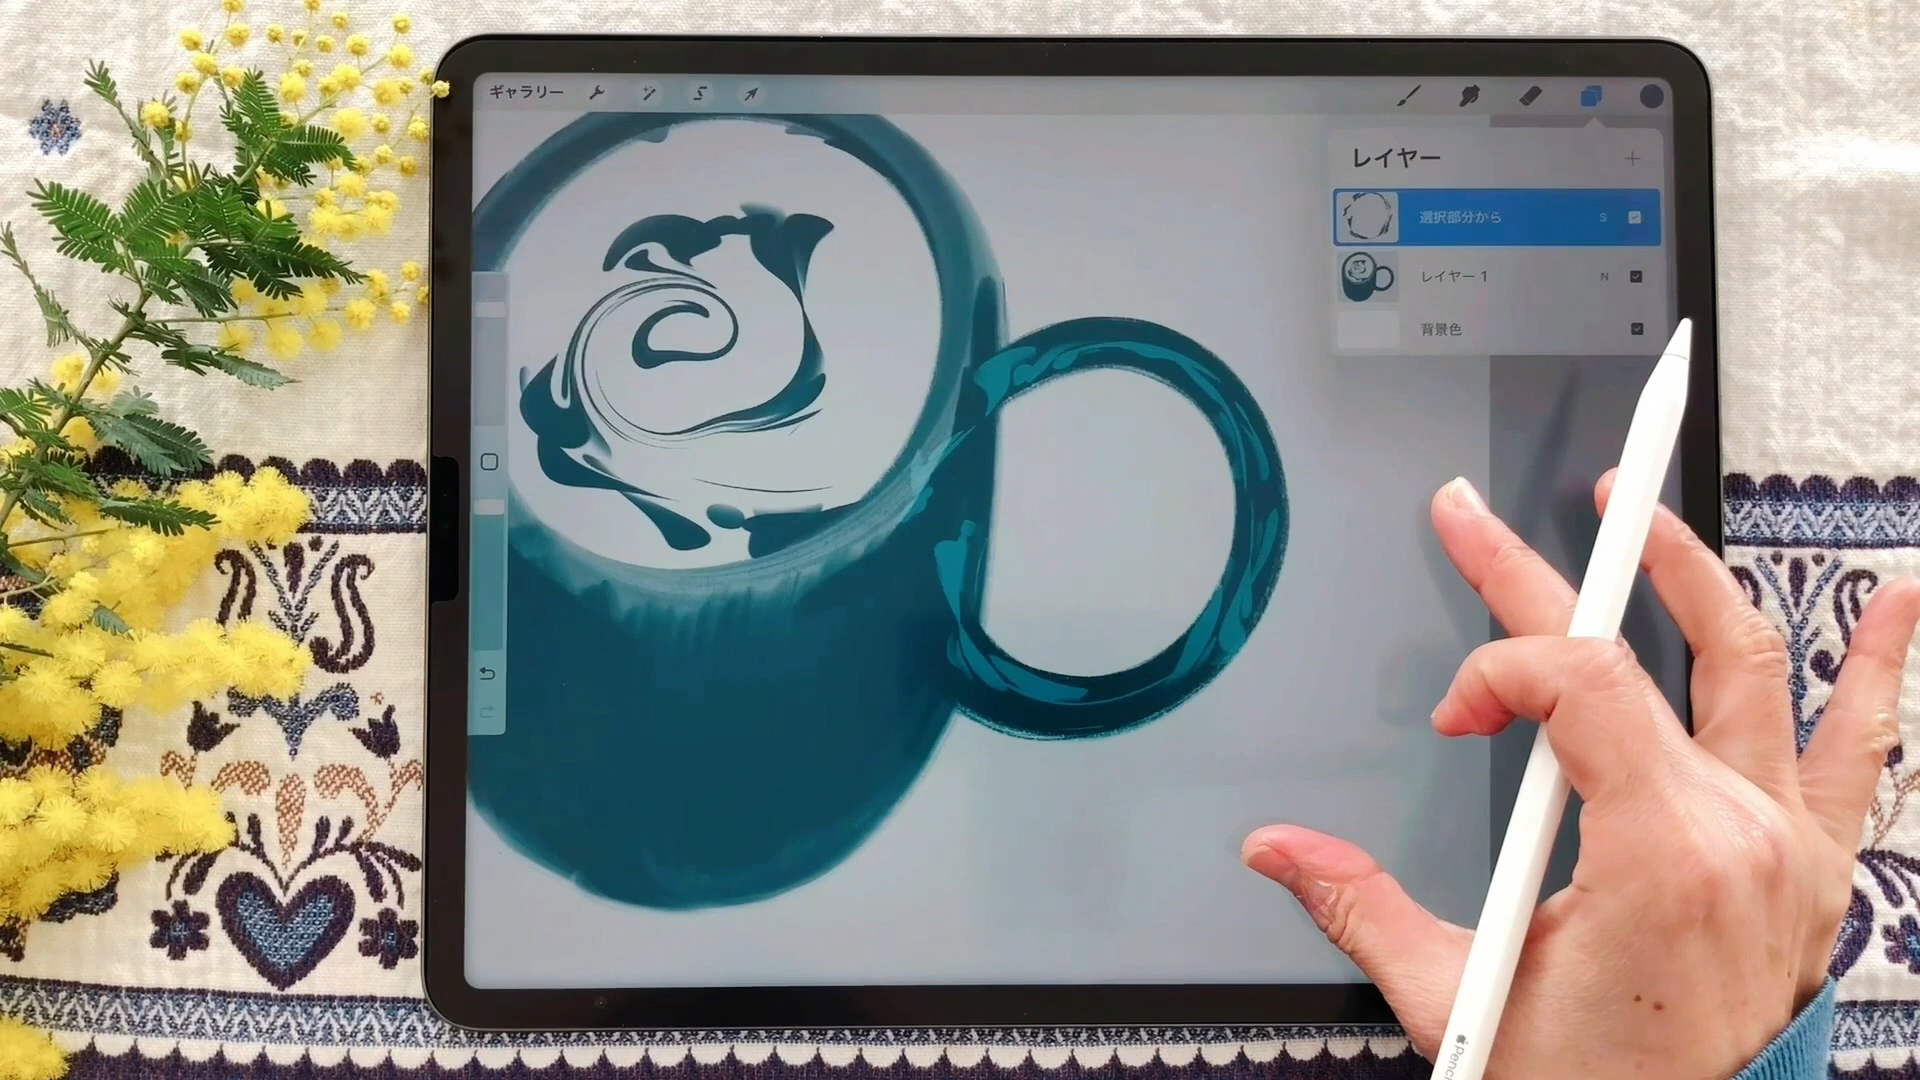 ギャラリー
レイヤー
選択部分から S
レイヤー 1 N
背景色
Pencil